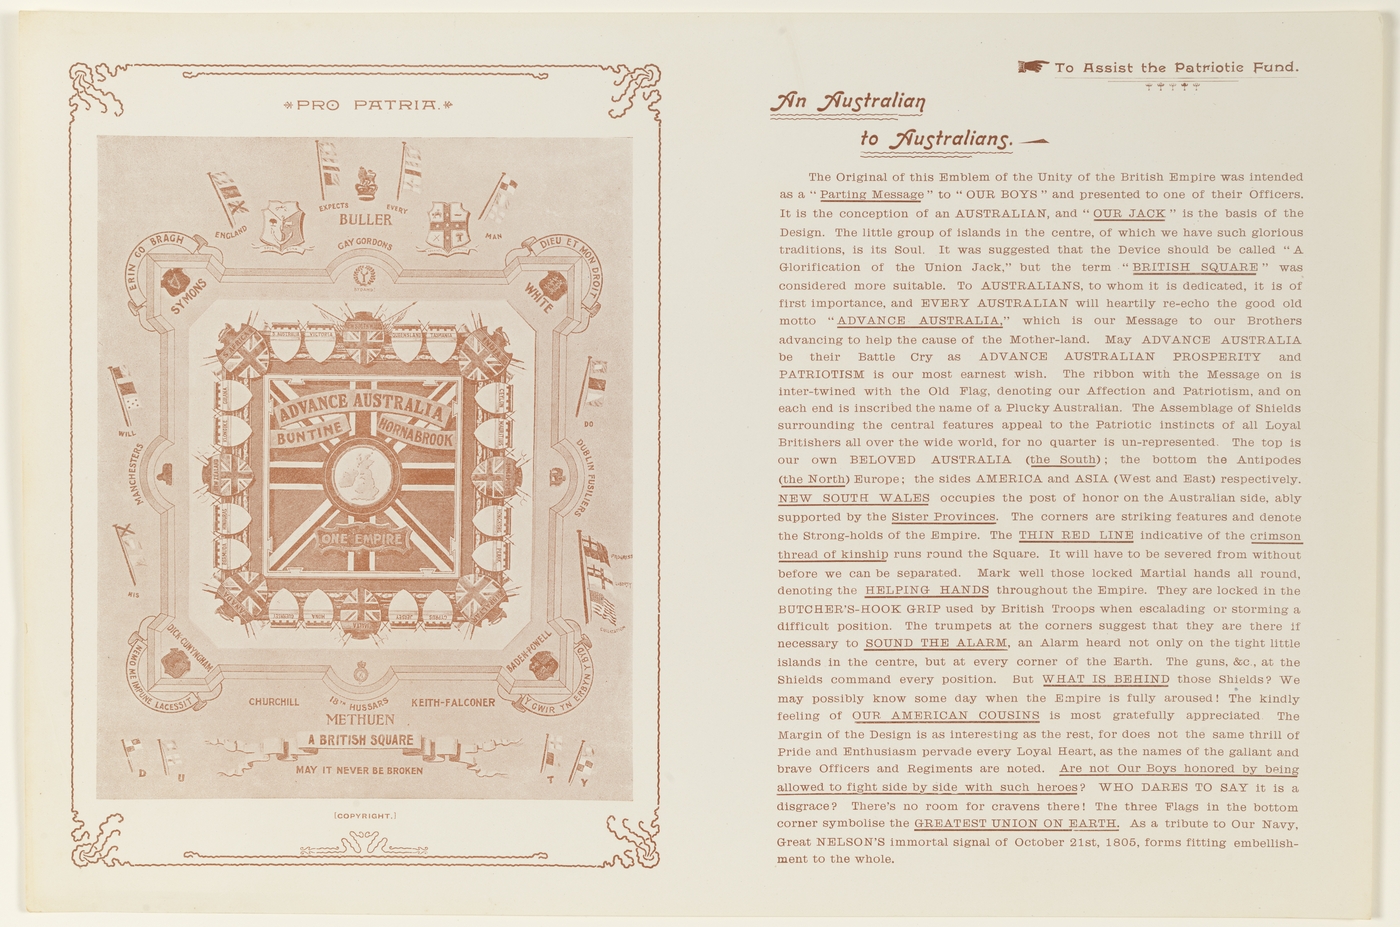 PRO PATRIA.
EXPECTS EVERY
BULLER
ENGLAND
MAN
GAY GORDONS
ERIN GO BRAGH
DIEU ET MON DROIT
SYMONS
WHITE
VICTORIA
QUEENSLAND
TASMANIA
ADVANCE AUSTRALIA
BUNTINE
HORNABROOK
WILL
DO
MANCHESTERS
DUBLIN FUSILIERS
ONE EMPIRE
HIS
DICK CUNYNGHAM
BADEN-POWELL
NEMO ME IMPUNE LACESSIT
Y GWIR YN ERBYN Y BYD
CHURCHILL
18TH HUSSARS
KEITH-FALCONER
METHUEN
A BRITISH SQUARE
MAY IT NEVER BE BROKEN
D U T Y
[COPYRIGHT.]
To Assist the Patriotic Fund.
An Australian
to Australians.
The Original of this Emblem of the Unity of the British Empire was intended
as a "Parting Message" to "OUR BOYS" and presented to one of their Officers.
It is the conception of an AUSTRALIAN, and "OUR JACK" is the basis of the
Design. The little group of islands in the centre, of which we have such glorious
traditions, is its Soul. It was suggested that the Device should be called "A
Glorification of the Union Jack," but the term "BRITISH SQUARE" was
considered more suitable. To AUSTRALIANS, to whom it is dedicated, it is of
first importance, and EVERY AUSTRALIAN will heartily re-echo the good old
motto "ADVANCE AUSTRALIA," which is our Message to our Brothers
advancing to help the cause of the Mother-land. May ADVANCE AUSTRALIA
be their Battle Cry as ADVANCE AUSTRALIAN PROSPERITY and
PATRIOTISM is our most earnest wish. The ribbon with the Message on is
inter-twined with the Old Flag, denoting our Affection and Patriotism, and on
each end is inscribed the name of a Plucky Australian. The Assemblage of Shields
surrounding the central features appeal to the Patriotic instincts of all Loyal
Britishers all over the wide world, for no quarter is un-represented. The top is
our own BELOVED AUSTRALIA (the South); the bottom the Antipodes
(the North) Europe; the sides AMERICA and ASIA (West and East) respectively.
NEW SOUTH WALES occupies the post of honor on the Australian side, ably
supported by the Sister Provinces. The corners are striking features and denote
the Strong-holds of the Empire. The THIN RED LINE indicative of the crimson
thread of kinship runs round the Square. It will have to be severed from without
before we can be separated. Mark well those locked Martial hands all round,
denoting the HELPING HANDS throughout the Empire. They are locked in the
BUTCHER'S-HOOK GRIP used by British Troops when escalading or storming a
difficult position. The trumpets at the corners suggest that they are there if
necessary to SOUND THE ALARM, an Alarm heard not only on the tight little
islands in the centre, but at every corner of the Earth. The guns, &c., at the
Shields command every position. But WHAT IS BEHIND those Shields? We
may possibly know some day when the Empire is fully aroused! The kindly
feeling of OUR AMERICAN COUSINS is most gratefully appreciated The
Margin of the Design is as interesting as the rest, for does not the same thrill of
Pride and Enthusiasm pervade every Loyal Heart, as the names of the gallant and
brave Officers and Regiments are noted. Are not Our Boys honored by being
allowed to fight side by side with such heroes? WHO DARES TO SAY it is a
disgrace? There's no room for cravens there! The three Flags in the bottom
corner symbolise the GREATEST UNION ON EARTH. As a tribute to Our Navy,
Great NELSON'S immortal signal of October 21st, 1805, forms fitting embellish-
ment to the whole.